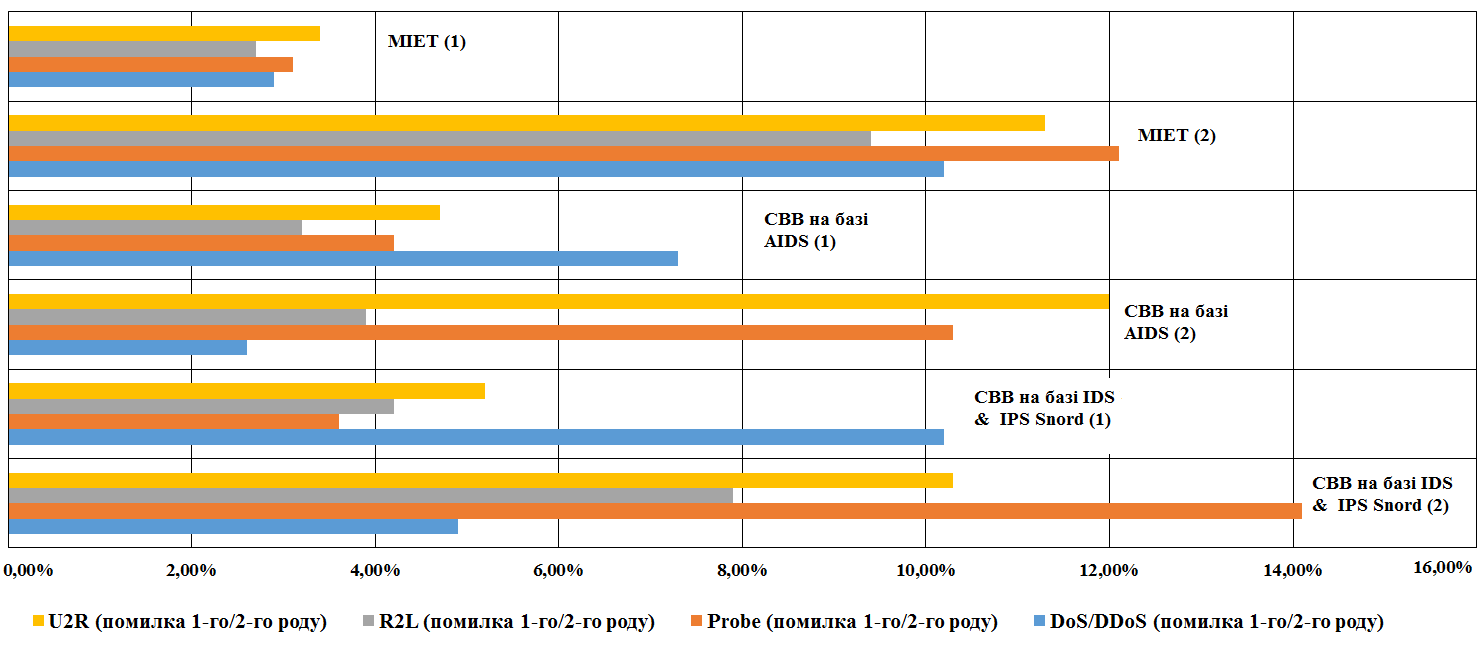 МІЕТ (1)
МІЕТ (2)
СВВ на базі
AIDS (1)
СВВ на базі
AIDS (2)
СВВ на базі IDS
& IPS Snord (1)
СВВ на базі IDS
& IPS Snord (2)
0,00% 2,00% 4,00% 6,00% 8,00% 10,00% 12,00% 14,00% 16,00%
U2R (помилка 1-го/2-го роду) R2L (помилка 1-го/2-го роду) Probe (помилка 1-го/2-го роду) DoS/DDoS (помилка 1-го/2-го роду)